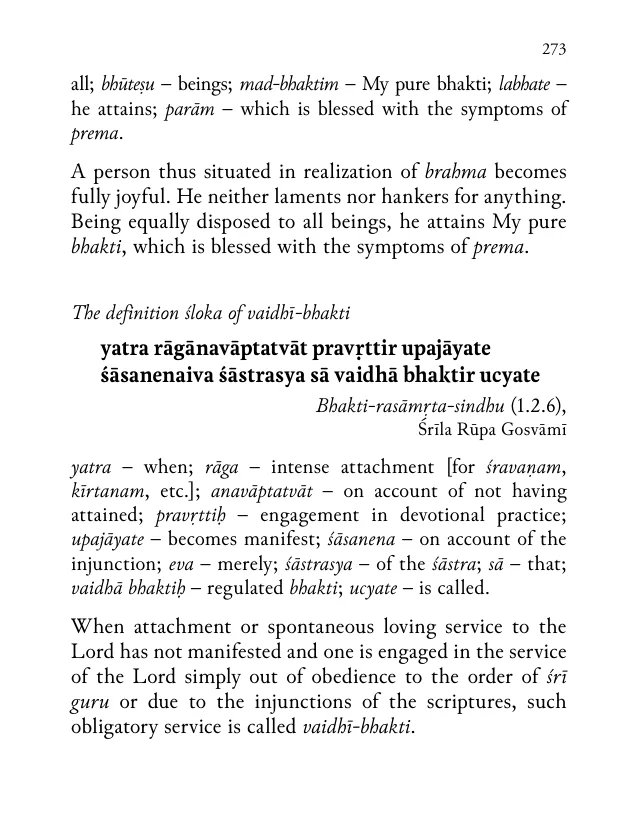 273
all; bhūteṣu – beings; mad-bhaktim – My pure bhakti; labhate –
he attains; parām – which is blessed with the symptoms of
prema.
A person thus situated in realization of brahma becomes
fully joyful. He neither laments nor hankers for anything.
Being equally disposed to all beings, he attains My pure
bhakti, which is blessed with the symptoms of prema.
The definition śloka of vaidhī-bhakti
yatra rāgānavāptatvāt pravṛttir upajāyate
śāsanenaiva śāstrasya sā vaidhā bhaktir ucyate
Bhakti-rasāmṛta-sindhu (1.2.6),
Śrīla Rūpa Gosvāmī
yatra – when; rāga – intense attachment [for śravaṇam,
kīrtanam, etc.]; anavāptatvāt – on account of not having
attained; pravṛttiḥ – engagement in devotional practice;
upajāyate – becomes manifest; śāsanena – on account of the
injunction; eva – merely; śāstrasya – of the śāstra; sā – that;
vaidhā bhaktiḥ – regulated bhakti; ucyate – is called.
When attachment or spontaneous loving service to the
Lord has not manifested and one is engaged in the service
of the Lord simply out of obedience to the order of śrī
guru or due to the injunctions of the scriptures, such
obligatory service is called vaidhī-bhakti.